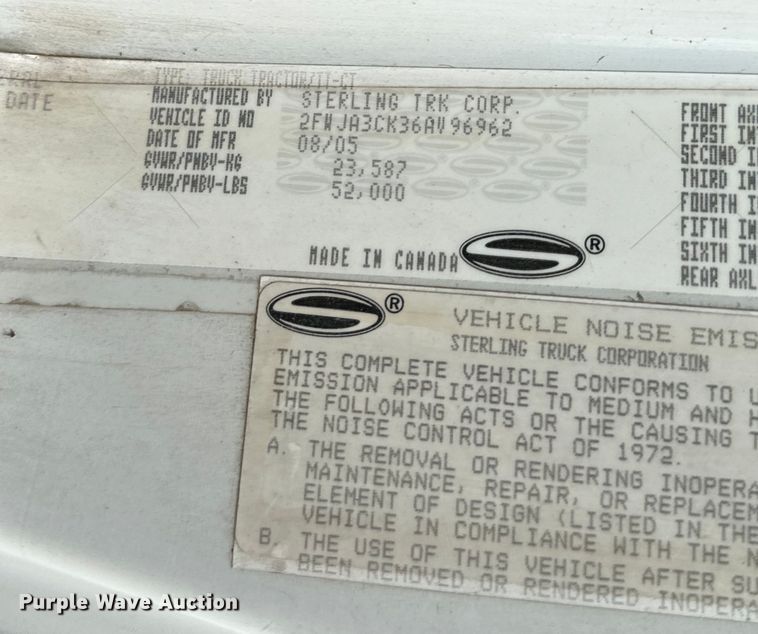 TYPE: TRUCK TRACTOR/TT-CT
DATE
MANUFACTURED BY STERLING TRK CORP.
VEHICLE ID NO 2FWJA3CK36AV96962
DATE OF MFR 08/05
GVWR/PNBV-KG 23,587
GVWR/PNBV-LBS 52,000
MADE IN CANADA ®
FRONT AX
FIRST IN
SECOND I
THIRD IN
FOURTH I
FIFTH IN
SIXTH IN
REAR AXL
® VEHICLE NOISE EMIS
STERLING TRUCK CORPORATION
THIS COMPLETE VEHICLE CONFORMS TO U
EMISSION APPLICABLE TO MEDIUM AND H
THE FOLLOWING ACTS OR THE CAUSING T
THE NOISE CONTROL ACT OF 1972.
A. THE REMOVAL OR RENDERING INOPERA
MAINTENANCE, REPAIR, OR REPLACEM
ELEMENT OF DESIGN (LISTED IN THE
VEHICLE IN COMPLIANCE WITH THE N
B. THE USE OF THIS VEHICLE AFTER SU
BEEN REMOVED OR RENDERED INOPERA
Purple Wave Auction